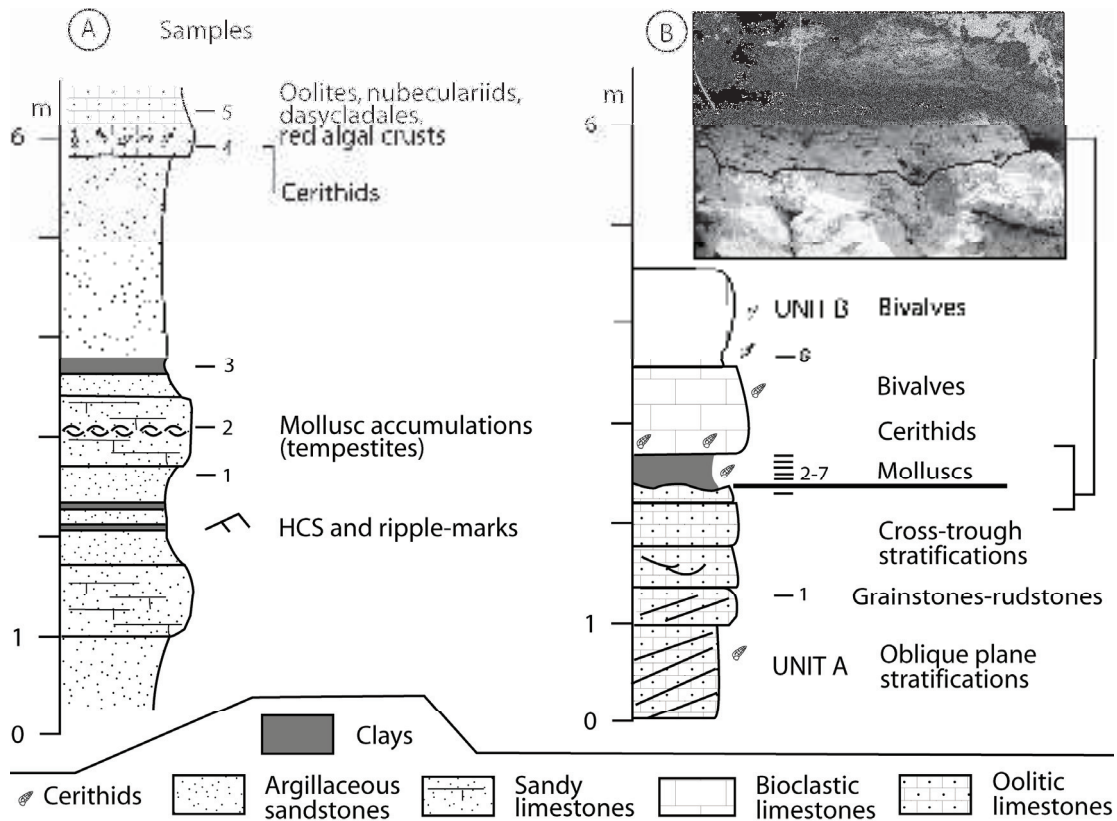 A
Samples
m
6
1
0
5
4
3
2
1
Oolites, nubeculariids,
dasycladales,
red algal crusts
Cerithids
Mollusc accumulations
(tempestites)
HCS and ripple-marks
B
m
6
1
0
UNIT B Bivalves
Bivalves
Cerithids
2-7 Molluscs
Cross-trough
stratifications
1 Grainstones-rudstones
UNIT A Oblique plane
stratifications
Clays
Cerithids
Argillaceous
sandstones
Sandy
limestones
Bioclastic
limestones
Oolitic
limestones